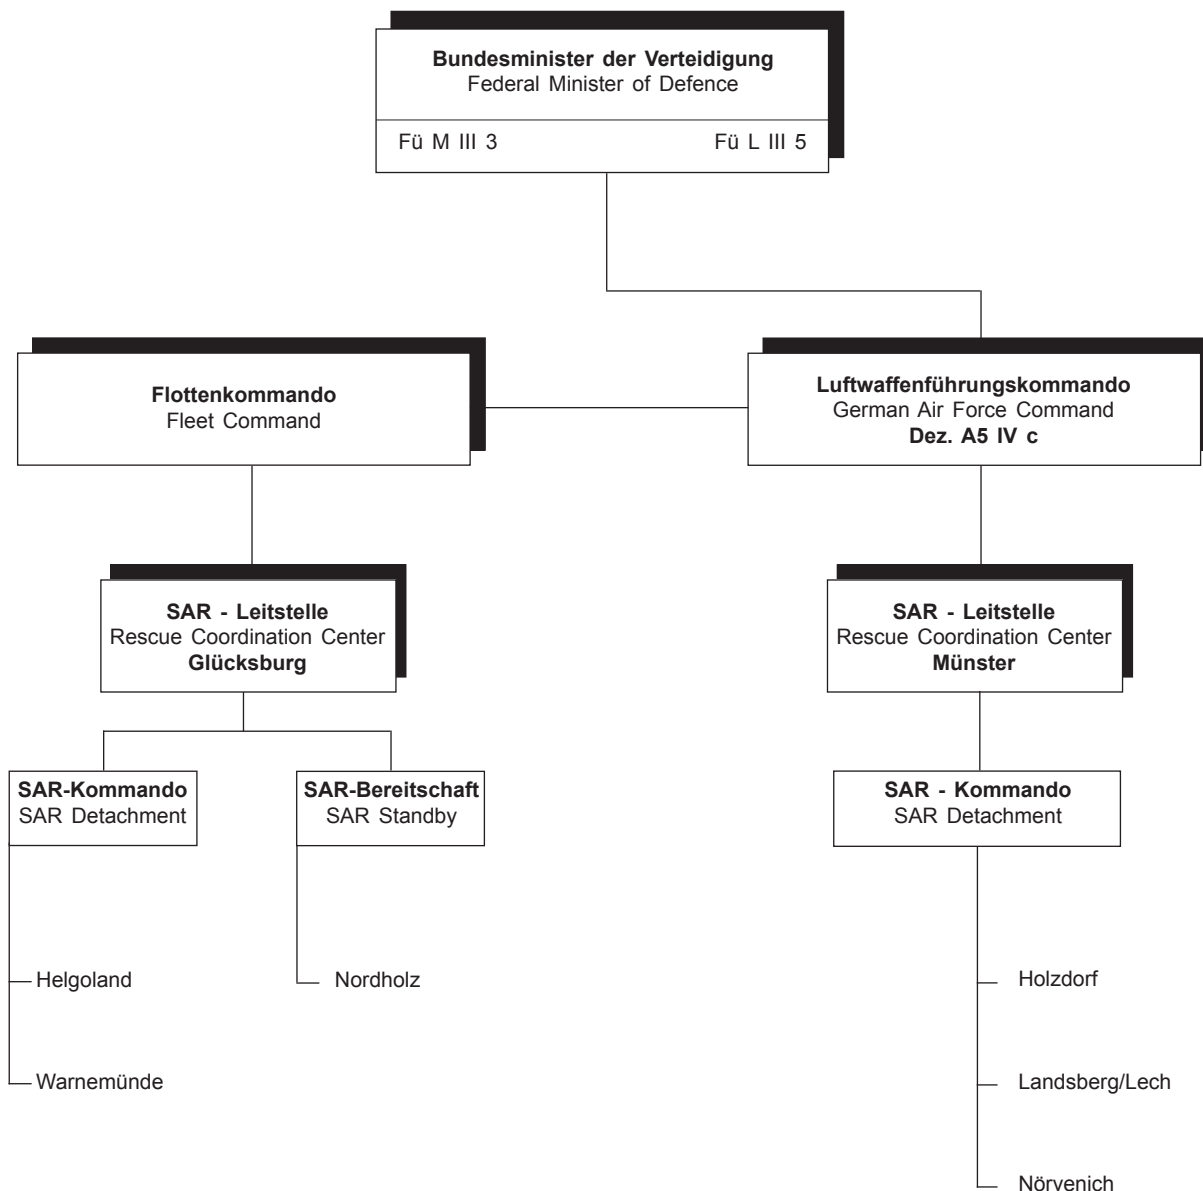 Bundesminister der Verteidigung
Federal Minister of Defence
Fü M III 3
Fü L III 5
Flottenkommando
Fleet Command
Luftwaffenführungskommando
German Air Force Command
Dez. A5 IV c
SAR - Leitstelle
Rescue Coordination Center
Glücksburg
SAR - Leitstelle
Rescue Coordination Center
Münster
SAR-Kommando
SAR Detachment
SAR-Bereitschaft
SAR Standby
SAR - Kommando
SAR Detachment
Helgoland
Warnemünde
Nordholz
Holzdorf
Landsberg/Lech
Nörvenich